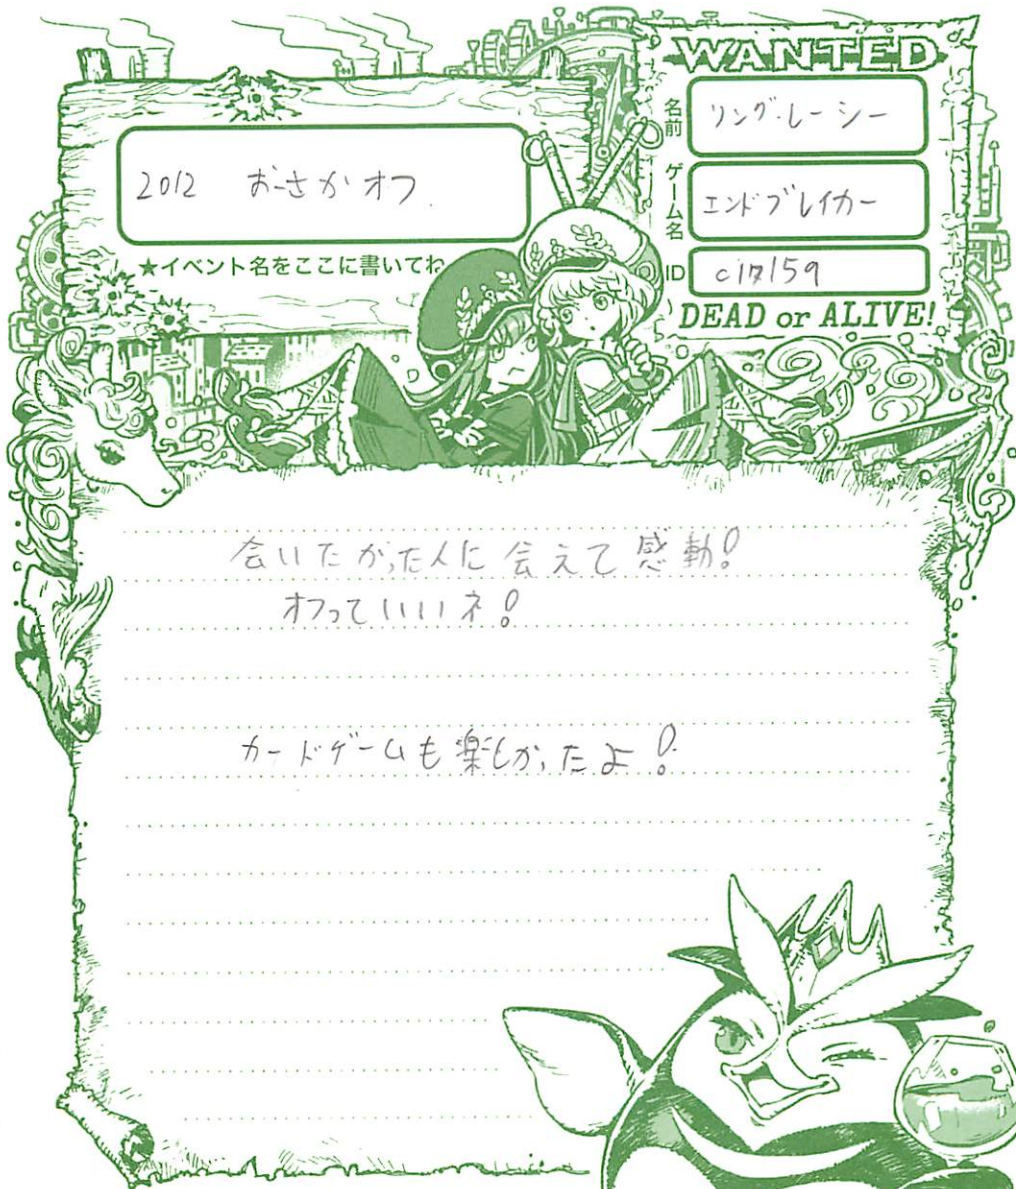 WANTED
名前
リング・レーシー
2012 おーさかオフ.
ゲーム名
エンドブレイカー
★イベント名をここに書いてね
ID
DEAD or ALIVE!
会いたかった人に会えて感動!
オフっていいネ!
カードゲームも楽しかったよ!